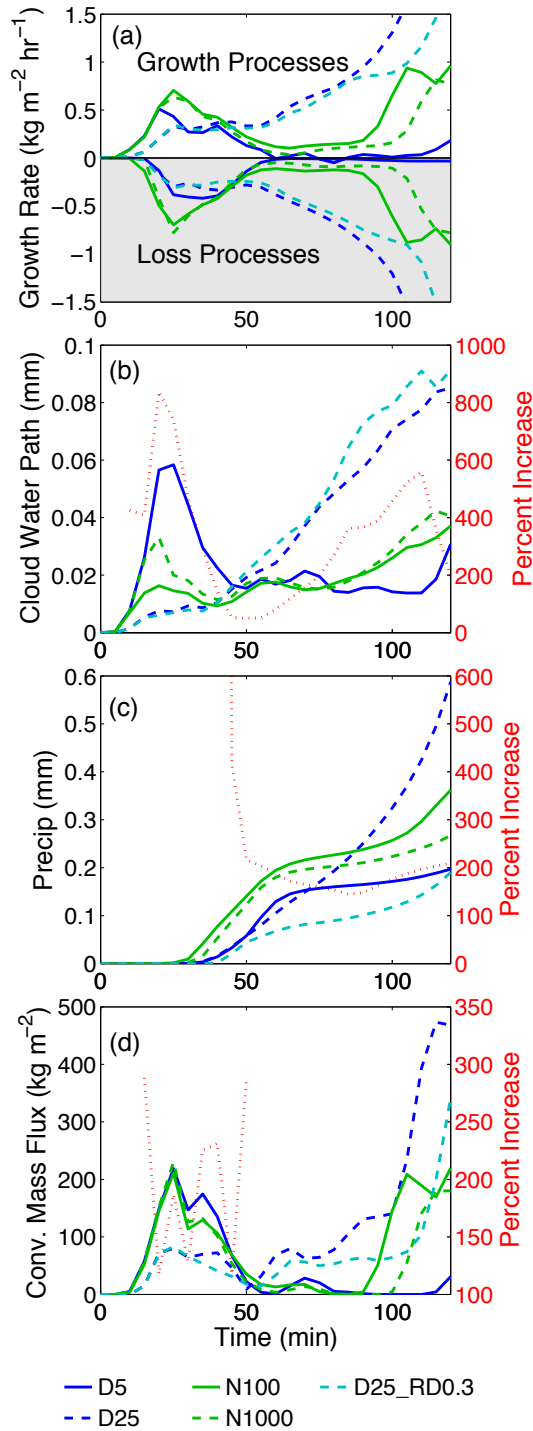 (a)
Growth Processes
Loss Processes
Growth Rate (kg m−2 hr−1)
1.5
1
0.5
0
−0.5
−1
−1.5
0 50 100
(b)
Cloud Water Path (mm)
0.1
0.08
0.06
0.04
0.02
0
1000
900
800
700
600
500
400
300
200
100
0
Percent Increase
0 50 100
(c)
Precip (mm)
0.6
0.5
0.4
0.3
0.2
0.1
0
600
500
400
300
200
100
0
Percent Increase
0 50 100
(d)
Conv. Mass Flux (kg m−2)
500
400
300
200
100
0
350
300
250
200
150
100
Percent Increase
0 50 100
Time (min)
D5 N100 D25_RD0.3
D25 N1000